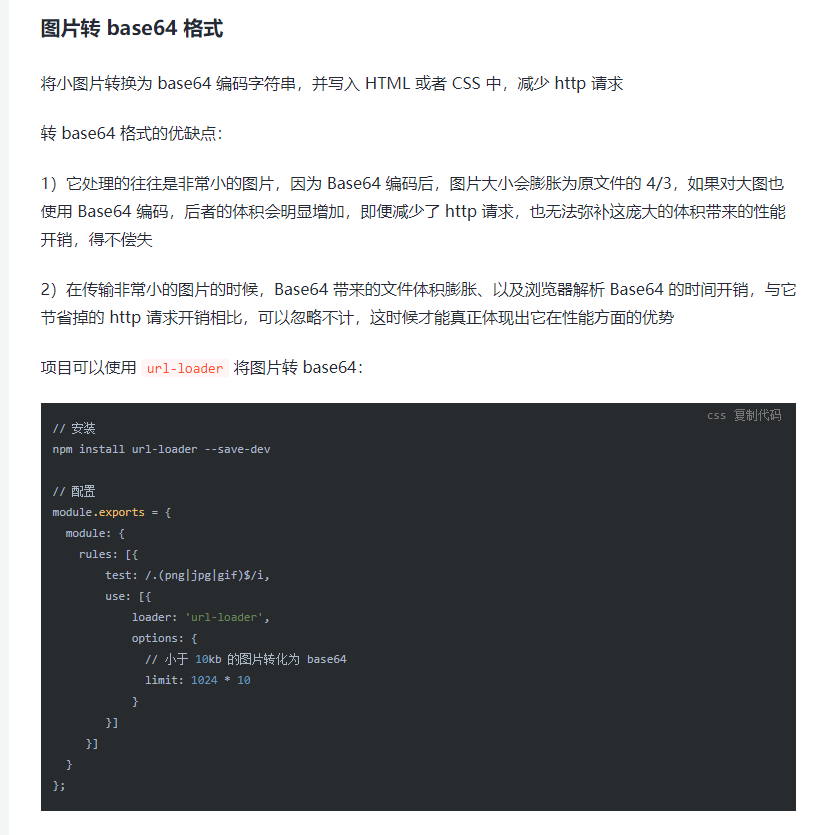 图片转 base64 格式
将小图片转换为 base64 编码字符串，并写入 HTML 或者 CSS 中，减少 http 请求
转 base64 格式的优缺点：
1）它处理的往往是非常小的图片，因为 Base64 编码后，图片大小会膨胀为原文件的 4/3，如果对大图也
使用 Base64 编码，后者的体积会明显增加，即便减少了 http 请求，也无法弥补这庞大的体积带来的性能
开销，得不偿失
2）在传输非常小的图片的时候，Base64 带来的文件体积膨胀、以及浏览器解析 Base64 的时间开销，与它
节省掉的 http 请求开销相比，可以忽略不计，这时候才能真正体现出它在性能方面的优势
项目可以使用 url-loader 将图片转 base64：
css 复制代码
// 安装
npm install url-loader --save-dev
// 配置
module.exports = {
  module: {
    rules: [{
        test: /.(png|jpg|gif)$/i,
        use: [{
            loader: 'url-loader',
            options: {
              // 小于 10kb 的图片转化为 base64
              limit: 1024 * 10
            }
        }]
     }]
  }
};